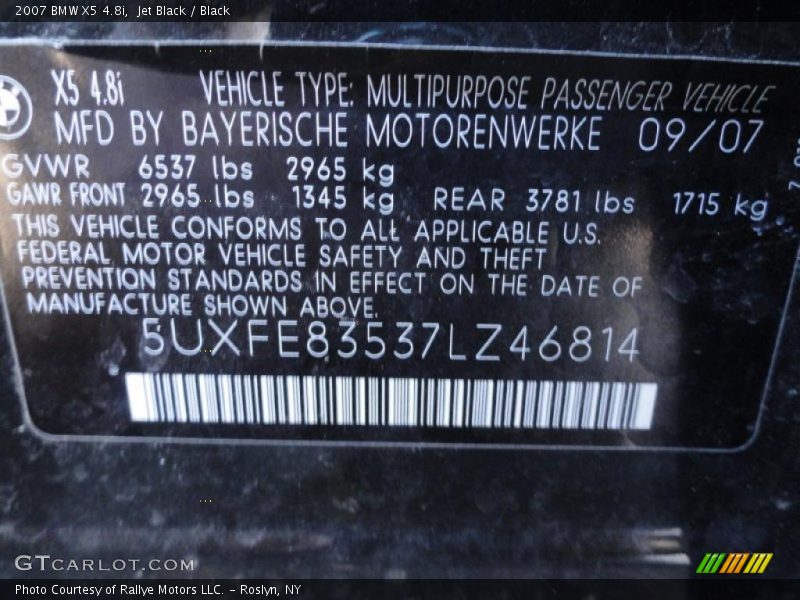 2007 BMW X5 4.8i, Jet Black / Black
X5 4.8i VEHICLE TYPE: MULTIPURPOSE PASSENGER VEHICLE
MFD BY BAYERISCHE MOTORENWERKE 09/07
GVWR 6537 lbs 2965 kg
GAWR FRONT 2965 lbs 1345 kg REAR 3781 lbs 1715 kg
THIS VEHICLE CONFORMS TO ALL APPLICABLE U.S.
FEDERAL MOTOR VEHICLE SAFETY AND THEFT
PREVENTION STANDARDS IN EFFECT ON THE DATE OF
MANUFACTURE SHOWN ABOVE.
5UXFE83537LZ46814
GTCARLOT.COM
Photo Courtesy of Rallye Motors LLC. - Roslyn, NY